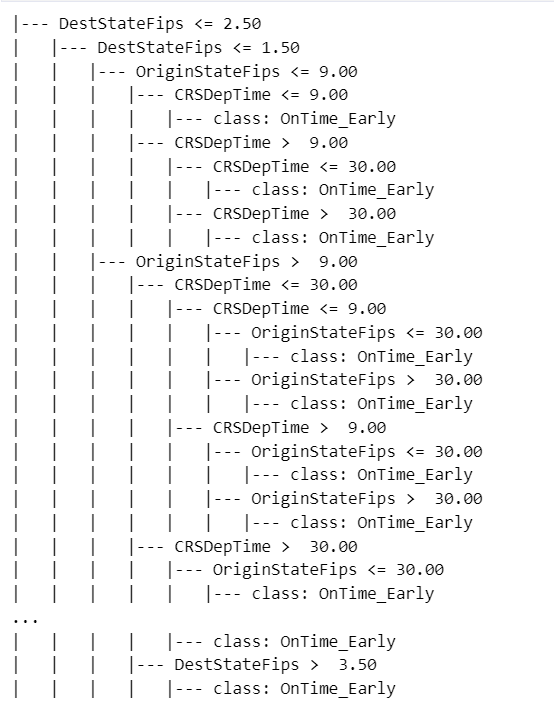 |--- DestStateFips <= 2.50
|   |--- DestStateFips <= 1.50
|   |   |--- OriginStateFips <= 9.00
|   |   |   |--- CRSDepTime <= 9.00
|   |   |   |   |--- class: OnTime_Early
|   |   |   |--- CRSDepTime >  9.00
|   |   |   |   |--- CRSDepTime <= 30.00
|   |   |   |   |   |--- class: OnTime_Early
|   |   |   |   |--- CRSDepTime >  30.00
|   |   |   |   |   |--- class: OnTime_Early
|   |   |--- OriginStateFips >  9.00
|   |   |   |--- CRSDepTime <= 30.00
|   |   |   |   |--- CRSDepTime <= 9.00
|   |   |   |   |   |--- OriginStateFips <= 30.00
|   |   |   |   |   |   |--- class: OnTime_Early
|   |   |   |   |   |--- OriginStateFips >  30.00
|   |   |   |   |   |   |--- class: OnTime_Early
|   |   |   |   |--- CRSDepTime >  9.00
|   |   |   |   |   |--- OriginStateFips <= 30.00
|   |   |   |   |   |   |--- class: OnTime_Early
|   |   |   |   |   |--- OriginStateFips >  30.00
|   |   |   |   |   |   |--- class: OnTime_Early
|   |   |   |--- CRSDepTime >  30.00
|   |   |   |   |--- OriginStateFips <= 30.00
|   |   |   |   |   |--- class: OnTime_Early
...
|   |   |   |   |--- class: OnTime_Early
|   |   |   |--- DestStateFips >  3.50
|   |   |   |   |--- class: OnTime_Early